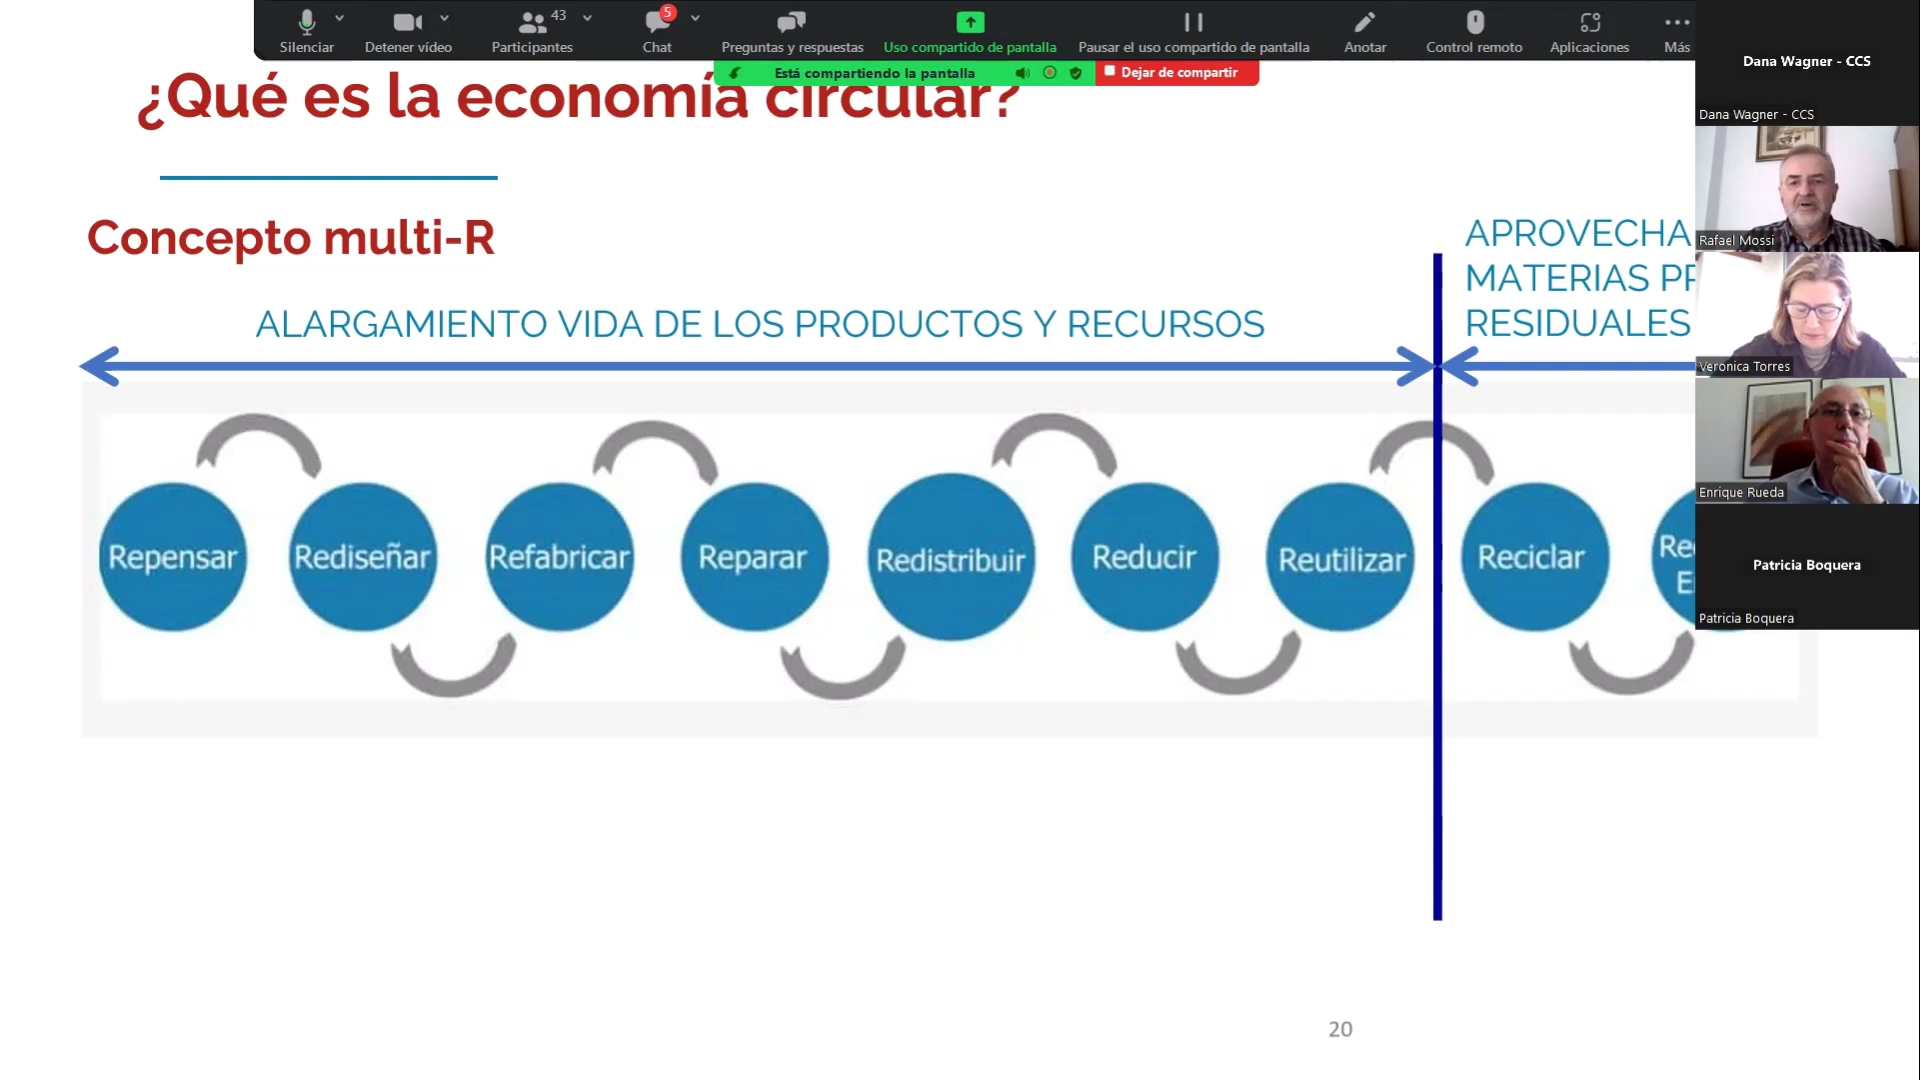 Silenciar
Detener vídeo
43
Participantes
5
Chat
Preguntas y respuestas
Uso compartido de pantalla
Pausar el uso compartido de pantalla
Anotar
Control remoto
Aplicaciones
Más
Está compartiendo la pantalla
Dejar de compartir
Dana Wagner - CCS
Dana Wagner - CCS
Rafael Mossi
Verónica Torres
Enrique Rueda
Patricia Boquera
Patricia Boquera
¿Qué es la economía circular?
Concepto multi-R
ALARGAMIENTO VIDA DE LOS PRODUCTOS Y RECURSOS
APROVECHA
MATERIAS
RESIDUALES
Repensar
Rediseñar
Refabricar
Reparar
Redistribuir
Reducir
Reutilizar
Reciclar
20